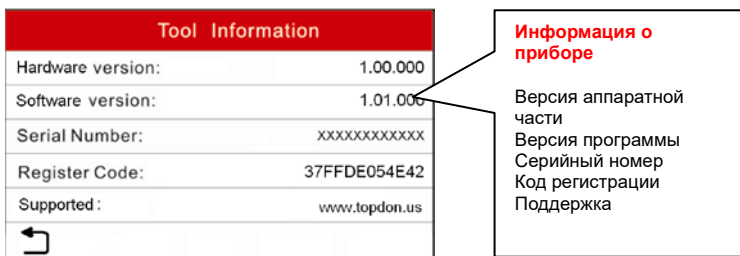 Tool Information
Hardware version: 1.00.000
Software version: 1.01.000
Serial Number: XXXXXXXXXXXX
Register Code: 37FFDE054E42
Supported: www.topdon.us
Информация о
приборе
Версия аппаратной
части
Версия программы
Серийный номер
Код регистрации
Поддержка